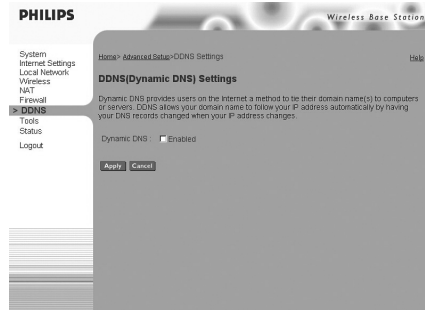 PHILIPS
Wireless Base Station
System
Internet Settings
Local Network
Wireless
NAT
Firewall
> DDNS
Tools
Status
Logout
Home> Advanced Setup>DDNS Settings
Help
DDNS(Dynamic DNS) Settings
Dynamic DNS provides users on the Internet a method to tie their domain name(s) to computers
or servers. DDNS allows your domain name to follow your IP address automatically by having
your DNS records changed when your IP address changes.
Dynamic DNS : Enabled
Apply Cancel